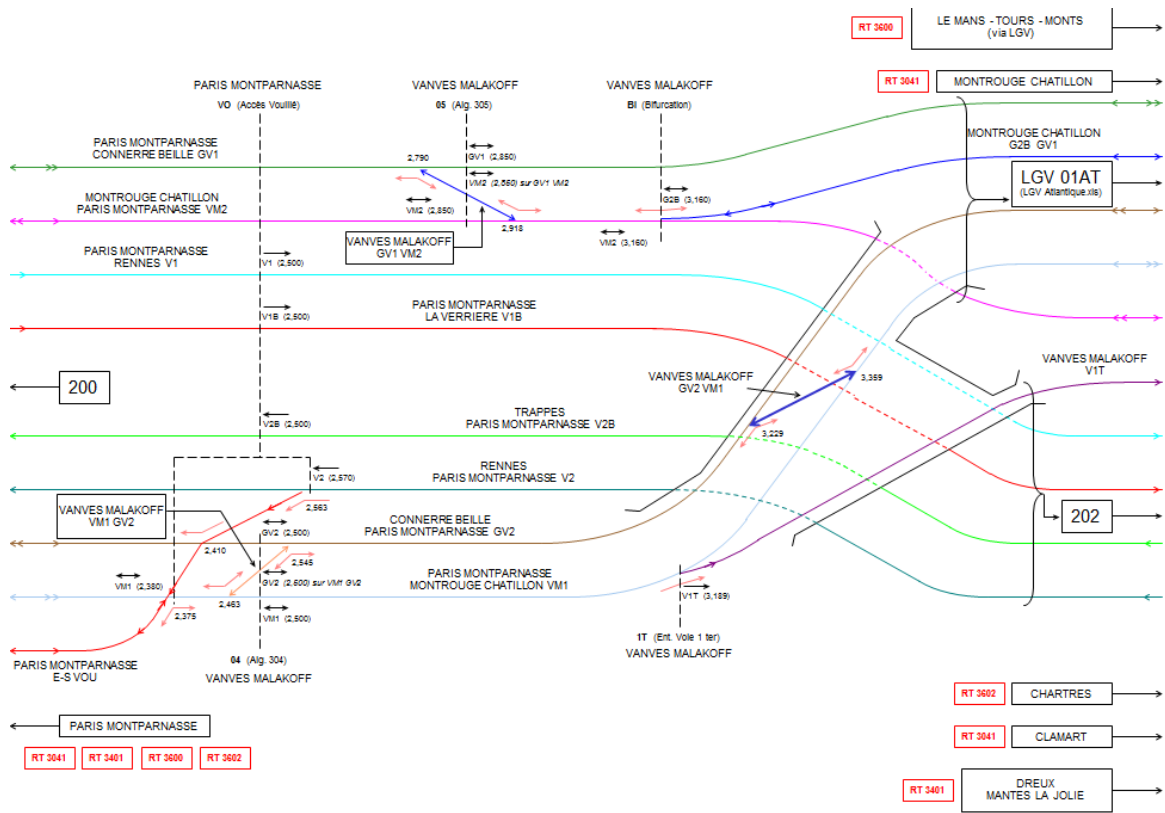 RT 3600
LE MANS - TOURS - MONTS
(via LGV)
RT 3041
MONTROUGE CHATILLON
PARIS MONTPARNASSE
VO (Accès Vouillé)
VANVES MALAKOFF
05 (Aig. 305)
VANVES MALAKOFF
BI (Bifurcation)
PARIS MONTPARNASSE
CONNERRE BEILLE GV1
2,790
GV1 (2,850)
MONTROUGE CHATILLON
G2B GV1
VM2 (2,850) sur GV1 VM2
LGV 01AT
(LGV Atlantique.xls)
MONTROUGE CHATILLON
PARIS MONTPARNASSE VM2
VM2 (2,850)
G2B (3,160)
2,918
VANVES MALAKOFF
GV1 VM2
VM2 (3,160)
PARIS MONTPARNASSE
RENNES V1
V1 (2,500)
PARIS MONTPARNASSE
LA VERRIERE V1B
V1B (2,500)
VANVES MALAKOFF
V1T
VANVES MALAKOFF
GV2 VM1
3,359
200
TRAPPES
PARIS MONTPARNASSE V2B
V2B (2,500)
3,229
RENNES
PARIS MONTPARNASSE V2
V2 (2,570)
VANVES MALAKOFF
VM1 GV2
2,563
CONNERRE BEILLE
PARIS MONTPARNASSE GV2
202
GV2 (2,500)
2,410
2,545
PARIS MONTPARNASSE
MONTROUGE CHATILLON VM1
VM1 (2,380)
GV2 (2,500) sur VM1 GV2
V1T (3,189)
2,463
2,375
VM1 (2,500)
1T (Ent. Voie 1 ter)
VANVES MALAKOFF
PARIS MONTPARNASSE
E-S VOU
04 (Aig. 304)
VANVES MALAKOFF
RT 3602
CHARTRES
PARIS MONTPARNASSE
RT 3041
CLAMART
RT 3041
RT 3401
RT 3600
RT 3602
RT 3401
DREUX
MANTES LA JOLIE